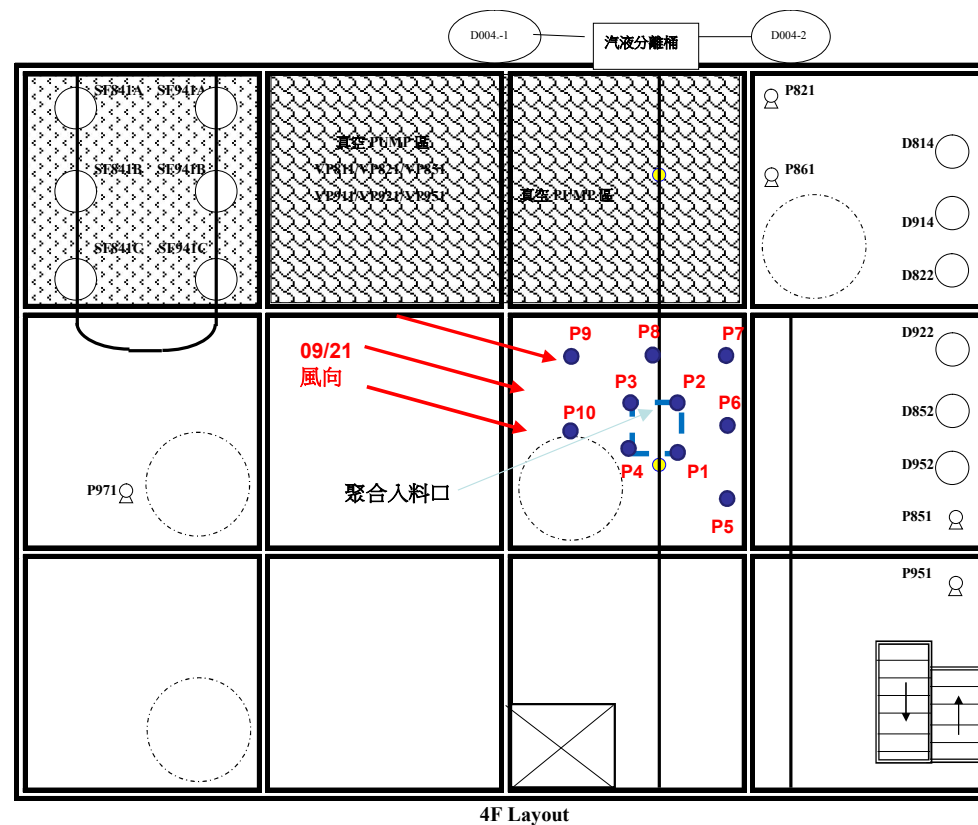 D004.-1
汽液分離桶
D004-2
SF841A SF941A
P821
真空 PUMP 區
D814
VP811/VP821/VP851
SF841B SF941B
P861
VP911/VP921/VP951
真空 PUMP 區
D914
SF841C SF941C
D822
P9 P8 P7
D922
09/21
風向
P3 P2
D852
P10
P6
P4 P1
D952
P971
聚合入料口
P5
P851
P951
4F Layout